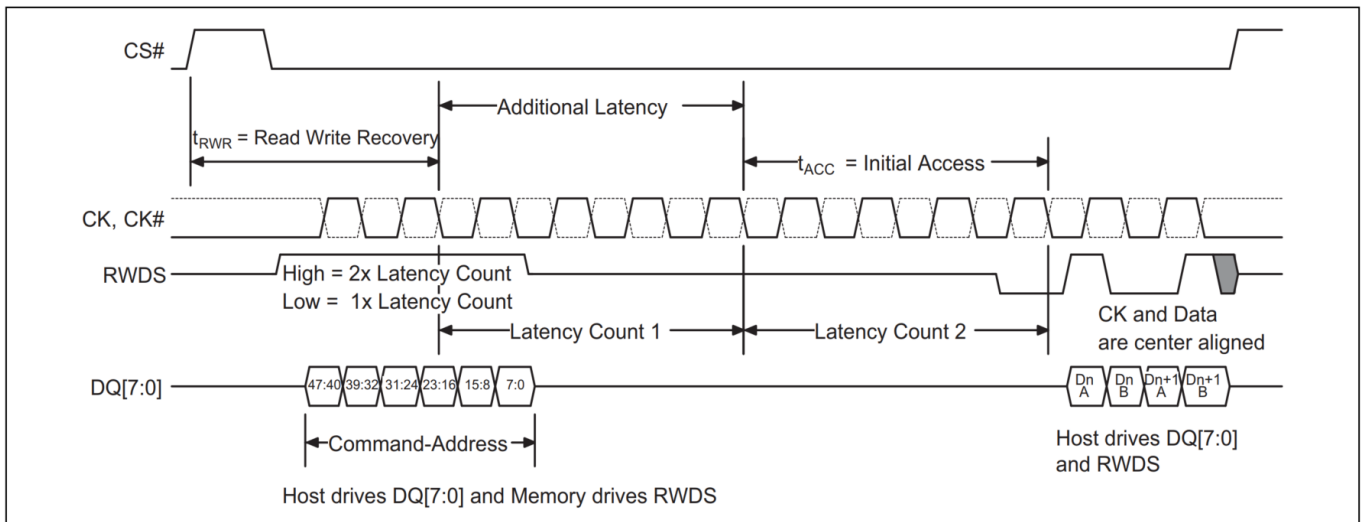 CS#
Additional Latency
tRWR = Read Write Recovery
tACC = Initial Access
CK, CK#
RWDS
High = 2x Latency Count
Low = 1x Latency Count
Latency Count 1
Latency Count 2
CK and Data
are center aligned
DQ[7:0]
47:40 39:32 31:24 23:16 15:8 7:0
Dn A
Dn B
Dn+1 A
Dn+1 B
Command-Address
Host drives DQ[7:0]
and RWDS
Host drives DQ[7:0] and Memory drives RWDS